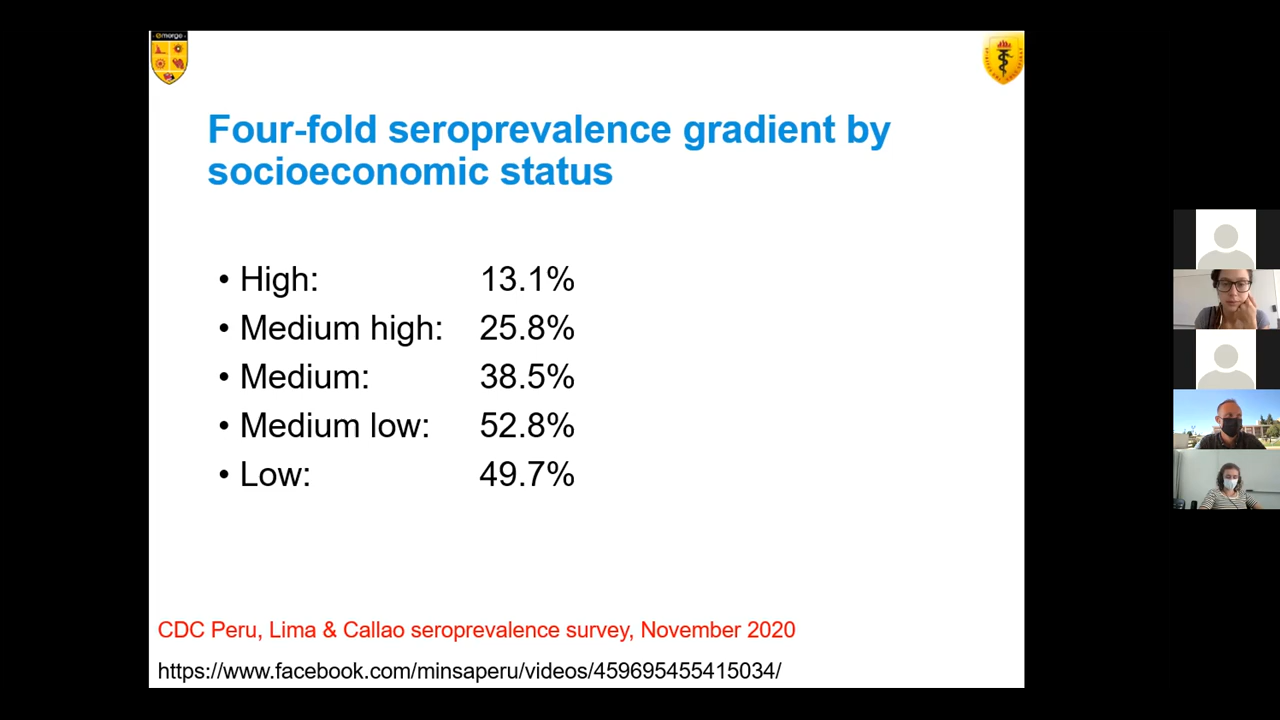 emerge
Four-fold seroprevalence gradient by
socioeconomic status
• High: 13.1%
• Medium high: 25.8%
• Medium: 38.5%
• Medium low: 52.8%
• Low: 49.7%
CDC Peru, Lima & Callao seroprevalence survey, November 2020
https://www.facebook.com/minsaperu/videos/459695455415034/